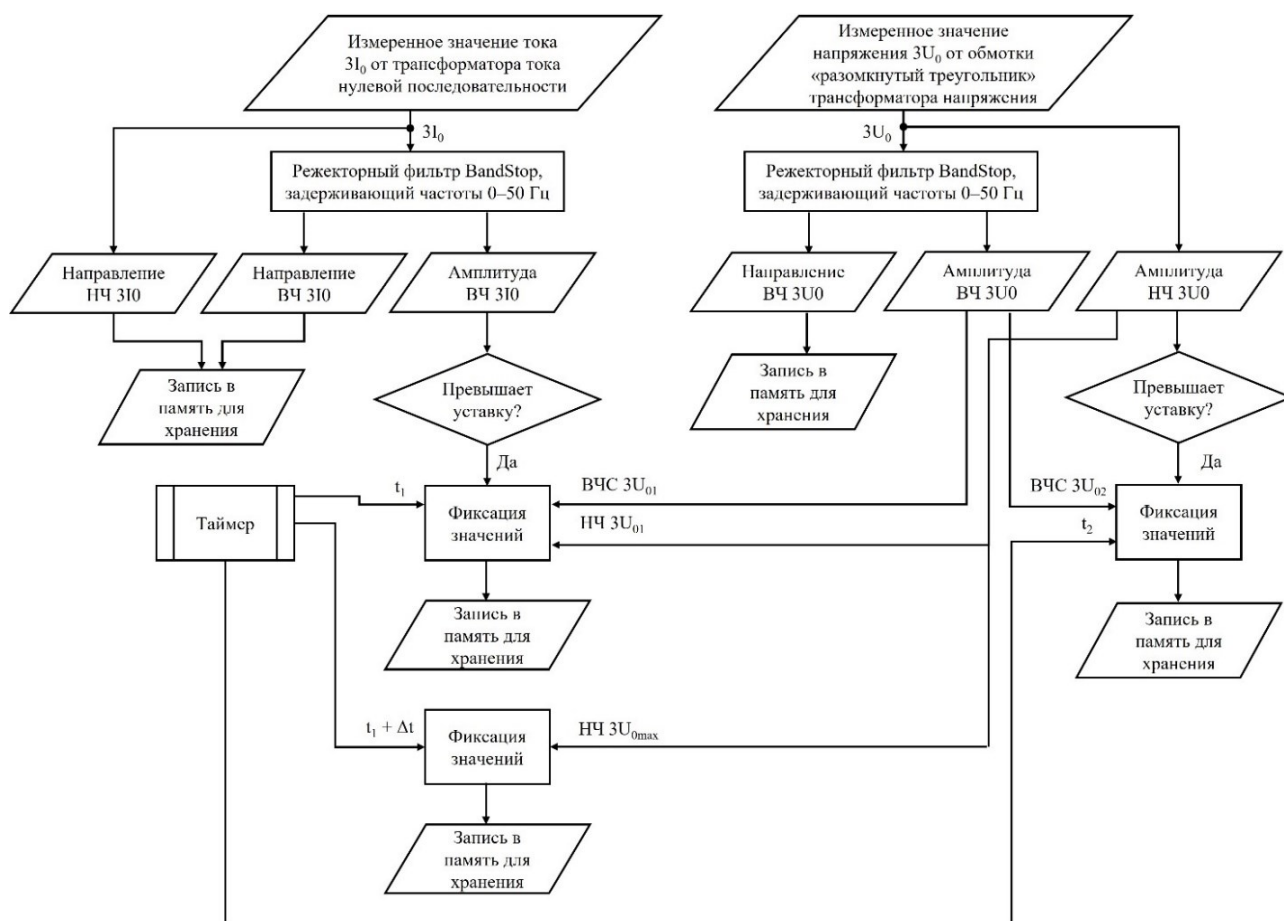 Измеренное значение тока
3I₀ от трансформатора тока
нулевой последовательности
Измеренное значение
напряжения 3U₀ от обмотки
«разомкнутый треугольник»
трансформатора напряжения
3I₀
3U₀
Режекторный фильтр BandStop,
задерживающий частоты 0–50 Гц
Режекторный фильтр BandStop,
задерживающий частоты 0–50 Гц
Направление
НЧ 3I0
Направление
ВЧ 3I0
Амплитуда
ВЧ 3I0
Направление
ВЧ 3U0
Амплитуда
ВЧ 3U0
Амплитуда
НЧ 3U0
Запись в
память для
хранения
Превышает
уставку?
Запись в
память для
хранения
Превышает
уставку?
Да
Да
Таймер
t₁
Фиксация
значений
ВЧС 3U₀₁
НЧ 3U₀₁
ВЧС 3U₀₂
t₂
Фиксация
значений
Запись в
память для
хранения
Запись в
память для
хранения
t₁ + Δt
Фиксация
значений
НЧ 3U₀max
Запись в
память для
хранения